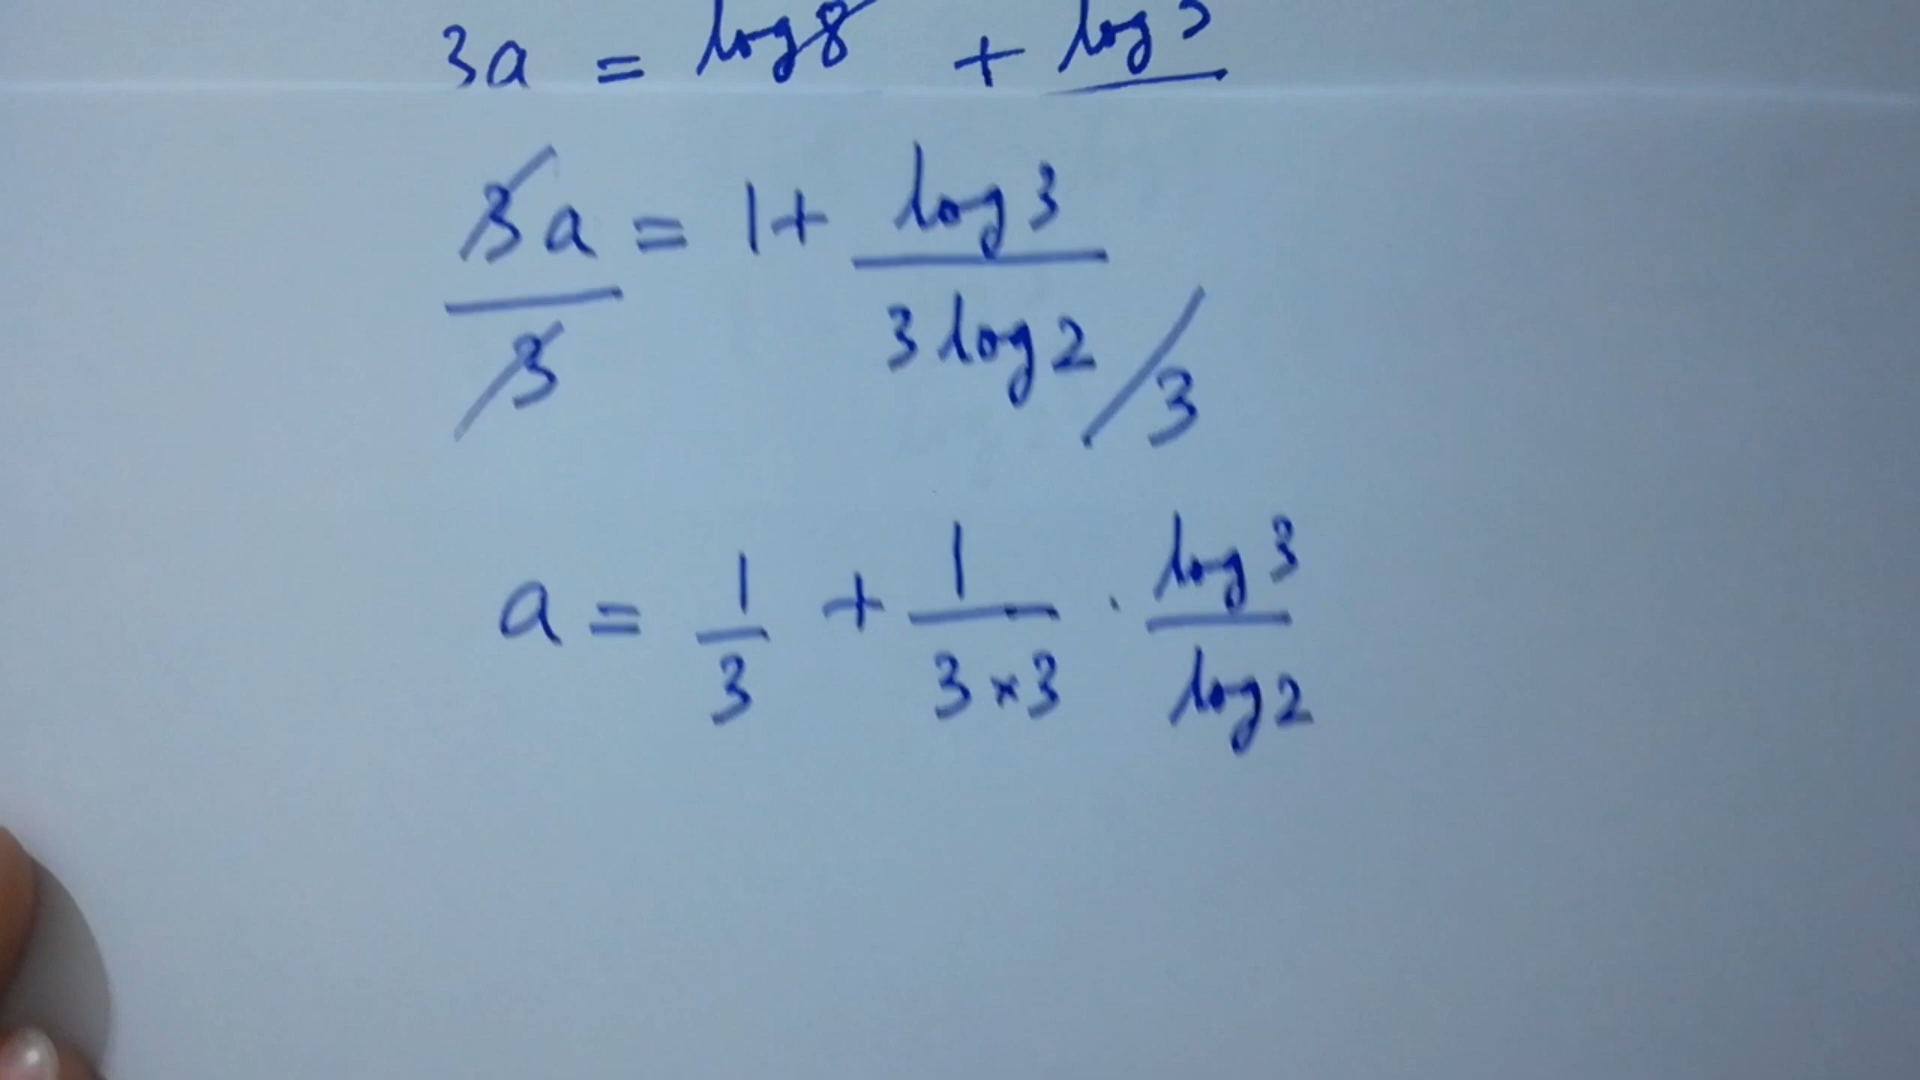 3a = log8 + log3
3a/3 = 1 + log3/3log2 /3
a = 1/3 + 1/3×3 . log3/log2